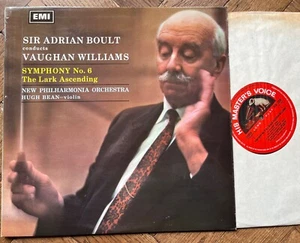 EMI
SIR ADRIAN BOULT
conducts
VAUGHAN WILLIAMS
SYMPHONY No. 6
The Lark Ascending
NEW PHILHARMONIA ORCHESTRA
HUGH BEAN—violin
HIS MASTER'S VOICE